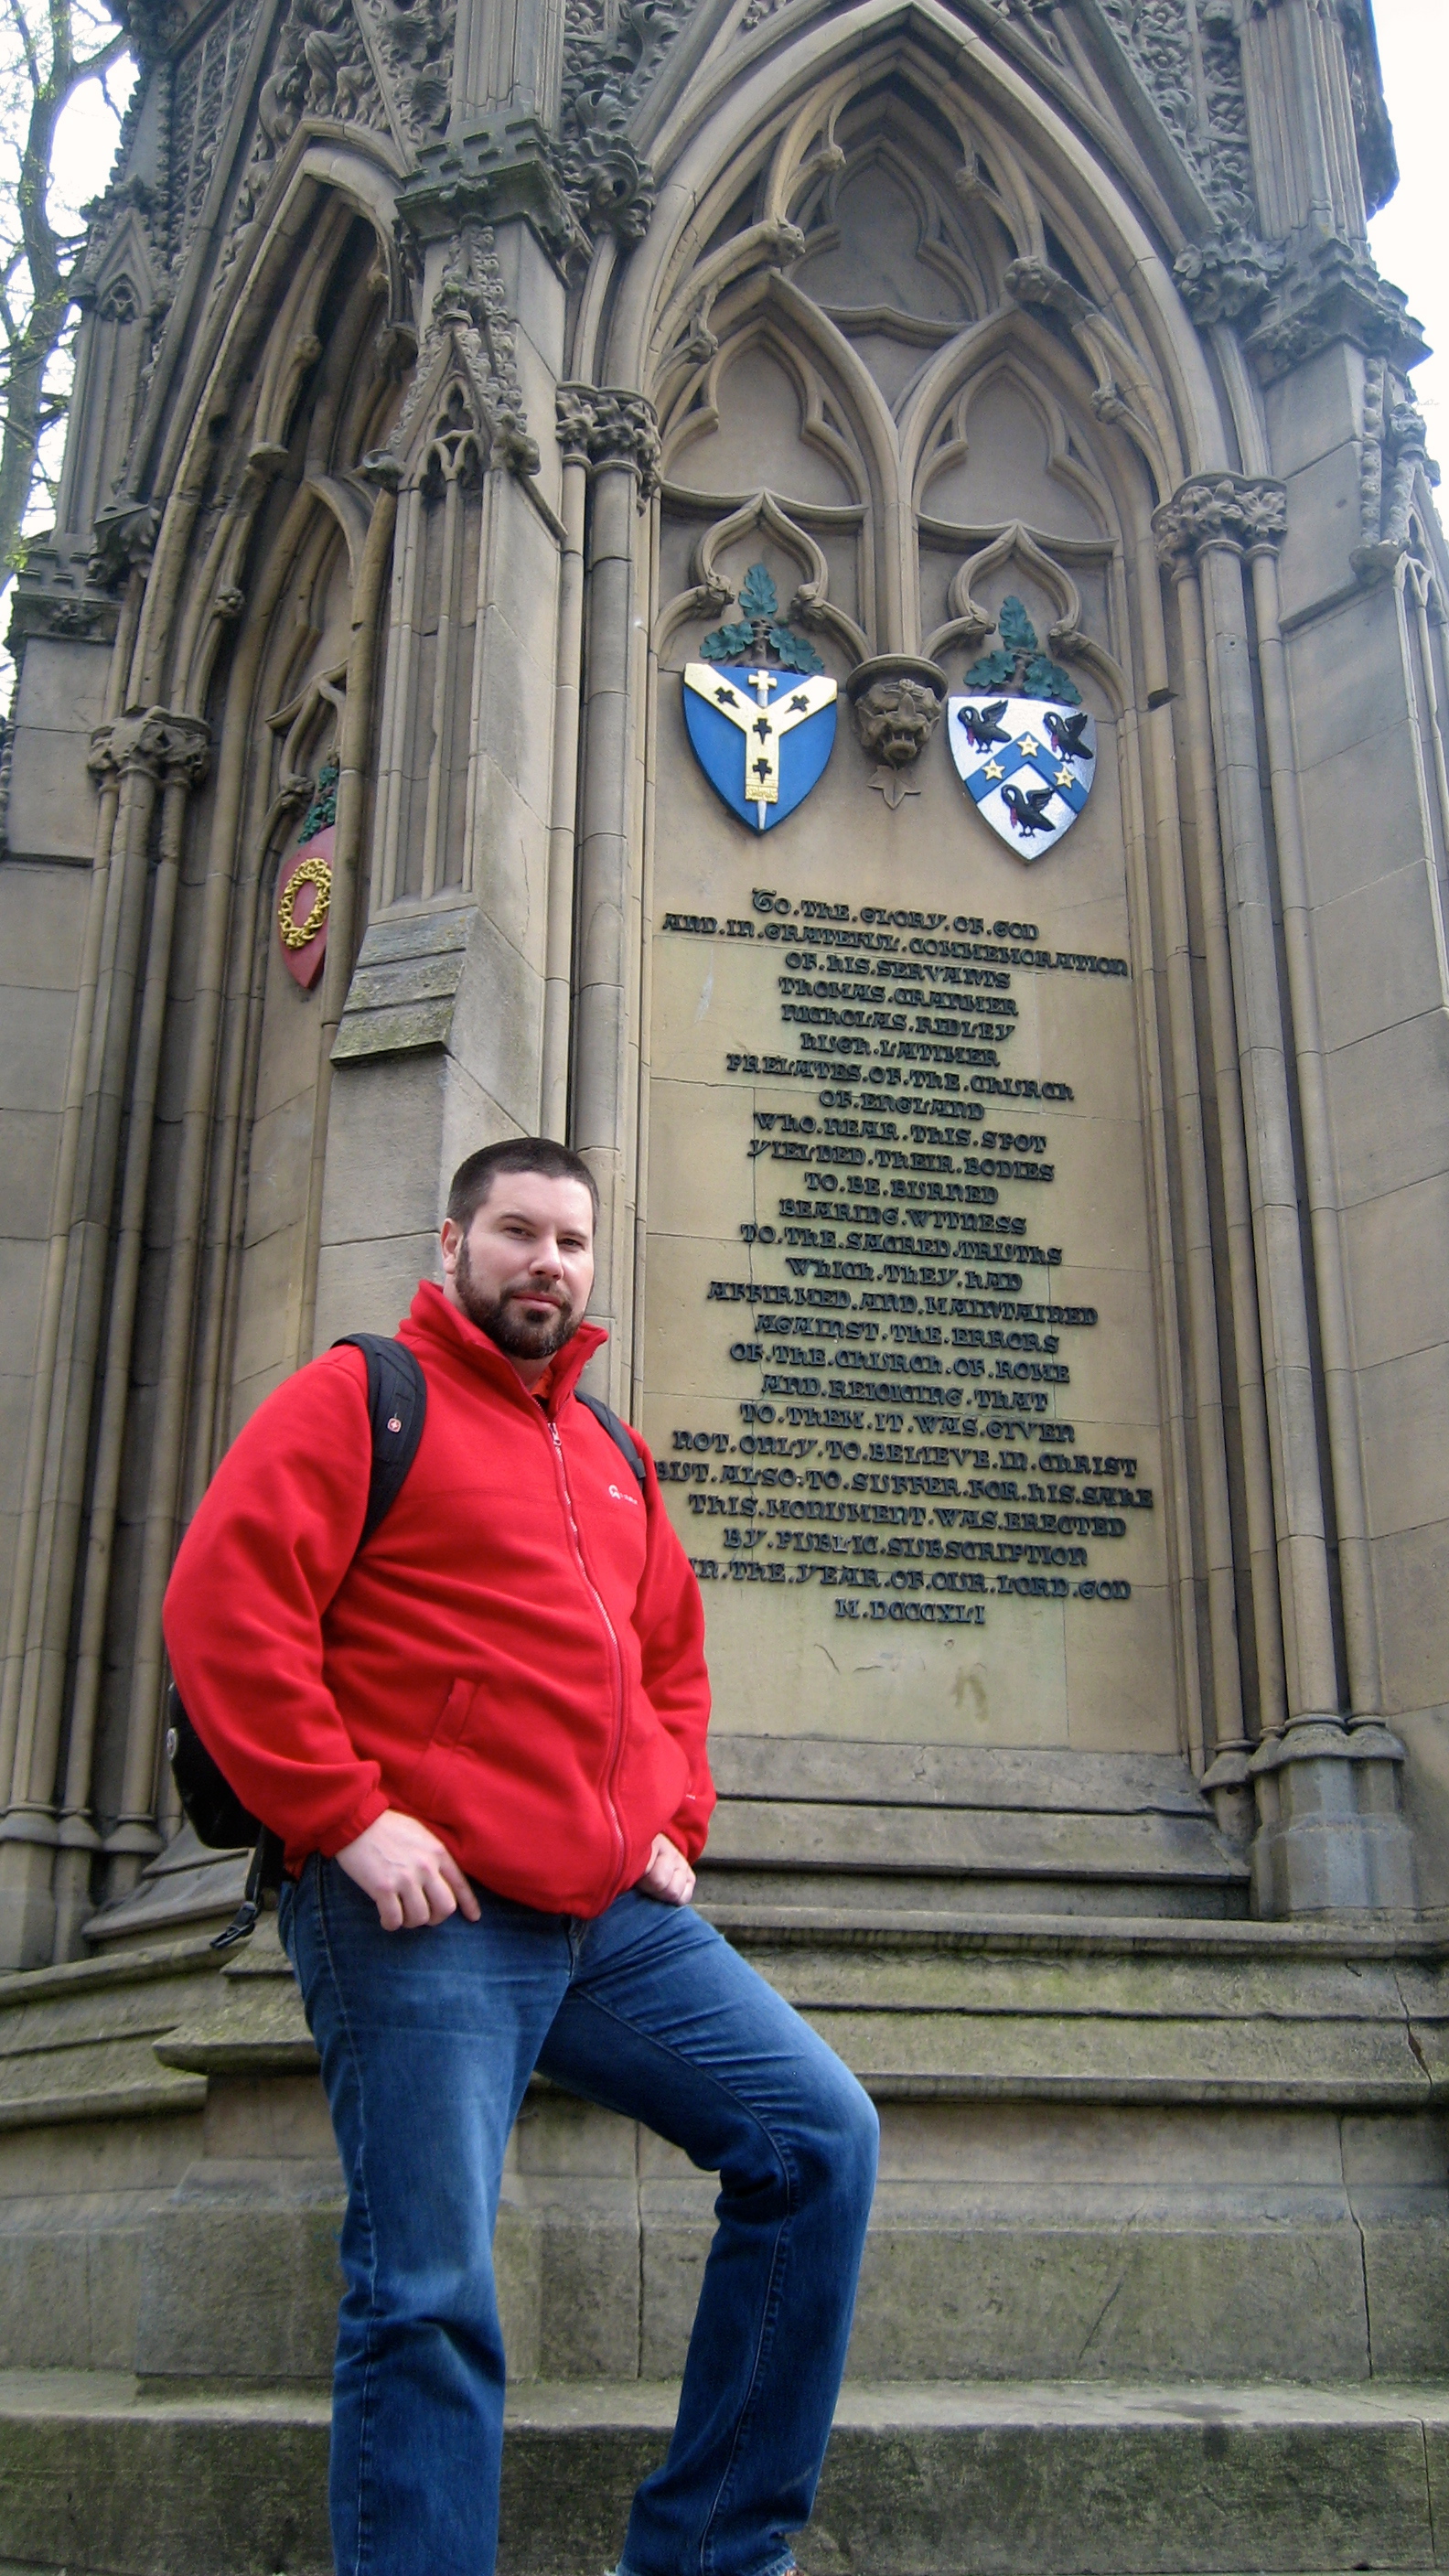 To.The.Glory.Of.God
And.In.Grateful.Commemoration
Of.His.Servants
Thomas.Cranmer
Nicholas.Ridley
Hugh.Latimer
Prelates.Of.The.Church
Of.England
Who.Near.This.Spot
Yielded.Their.Bodies
To.Be.Burned
Bearing.Witness
To.The.Sacred.Truths
Which.They.Had
Affirmed.And.Maintained
Against.The.Errors
Of.The.Church.Of.Rome
And.Rejoicing.That
To.Them.It.Was.Given
Not.Only.To.Believe.In.Christ
But.Also.To.Suffer.For.His.Sake
This.Monument.Was.Erected
By.Public.Subscription
In.The.Year.Of.Our.Lord.God
M.DCCCXLI